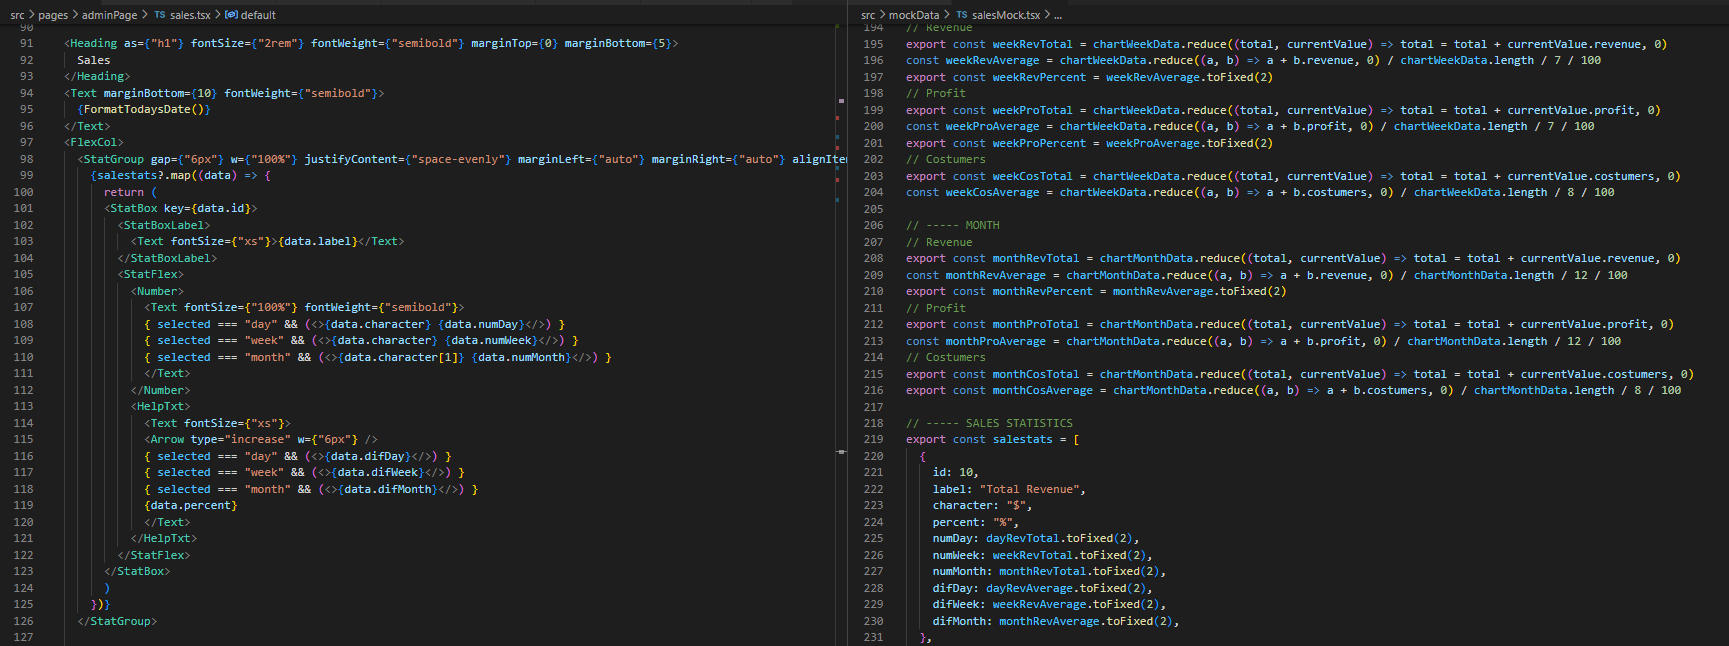 src > pages > adminPage > TS sales.tsx > default
90
91 <Heading as={"h1"} fontSize={"2rem"} fontWeight={"semibold"} marginTop={0} marginBottom={5}>
92 Sales
93 </Heading>
94 <Text marginBottom={10} fontWeight={"semibold"}>
95 {FormatTodaysDate()}
96 </Text>
97 <FlexCol>
98 <StatGroup gap={"6px"} w={"100%"} justifyContent={"space-evenly"} marginLeft={"auto"} marginRight={"auto"} alignIte
99 {salestats?.map((data) => {
100 return (
101 <StatBox key={data.id}>
102 <StatBoxLabel>
103 <Text fontSize={"xs"}>{data.label}</Text>
104 </StatBoxLabel>
105 <StatFlex>
106 <Number>
107 <Text fontSize={"100%"} fontWeight={"semibold"}>
108 { selected === "day" && (<>{data.character} {data.numDay}</>) }
109 { selected === "week" && (<>{data.character} {data.numWeek}</>) }
110 { selected === "month" && (<>{data.character[1]} {data.numMonth}</>) }
111 </Text>
112 </Number>
113 <HelpTxt>
114 <Text fontSize={"xs"}>
115 <Arrow type="increase" w={"6px"} />
116 { selected === "day" && (<>{data.difDay}</>) }
117 { selected === "week" && (<>{data.difWeek}</>) }
118 { selected === "month" && (<>{data.difMonth}</>) }
119 {data.percent}
120 </Text>
121 </HelpTxt>
122 </StatFlex>
123 </StatBox>
124 )
125 })}
126 </StatGroup>
127
src > mockData > TS salesMock.tsx > ...
194 // Revenue
195 export const weekRevTotal = chartWeekData.reduce((total, currentValue) => total = total + currentValue.revenue, 0)
196 const weekRevAverage = chartWeekData.reduce((a, b) => a + b.revenue, 0) / chartWeekData.length / 7 / 100
197 export const weekRevPercent = weekRevAverage.toFixed(2)
198 // Profit
199 export const weekProTotal = chartWeekData.reduce((total, currentValue) => total = total + currentValue.profit, 0)
200 const weekProAverage = chartWeekData.reduce((a, b) => a + b.profit, 0) / chartWeekData.length / 7 / 100
201 export const weekProPercent = weekProAverage.toFixed(2)
202 // Costumers
203 export const weekCosTotal = chartWeekData.reduce((total, currentValue) => total = total + currentValue.costumers, 0)
204 const weekCosAverage = chartWeekData.reduce((a, b) => a + b.costumers, 0) / chartWeekData.length / 8 / 100
205
206 // ----- MONTH
207 // Revenue
208 export const monthRevTotal = chartMonthData.reduce((total, currentValue) => total = total + currentValue.revenue, 0)
209 const monthRevAverage = chartMonthData.reduce((a, b) => a + b.revenue, 0) / chartMonthData.length / 12 / 100
210 export const monthRevPercent = monthRevAverage.toFixed(2)
211 // Profit
212 export const monthProTotal = chartMonthData.reduce((total, currentValue) => total = total + currentValue.profit, 0)
213 const monthProAverage = chartMonthData.reduce((a, b) => a + b.profit, 0) / chartMonthData.length / 12 / 100
214 // Costumers
215 export const monthCosTotal = chartMonthData.reduce((total, currentValue) => total = total + currentValue.costumers, 0)
216 export const monthCosAverage = chartMonthData.reduce((a, b) => a + b.costumers, 0) / chartMonthData.length / 8 / 100
217
218 // ----- SALES STATISTICS
219 export const salestats = [
220 {
221 id: 10,
222 label: "Total Revenue",
223 character: "$",
224 percent: "%",
225 numDay: dayRevTotal.toFixed(2),
226 numWeek: weekRevTotal.toFixed(2),
227 numMonth: monthRevTotal.toFixed(2),
228 difDay: dayRevAverage.toFixed(2),
229 difWeek: weekRevAverage.toFixed(2),
230 difMonth: monthRevAverage.toFixed(2),
231 },